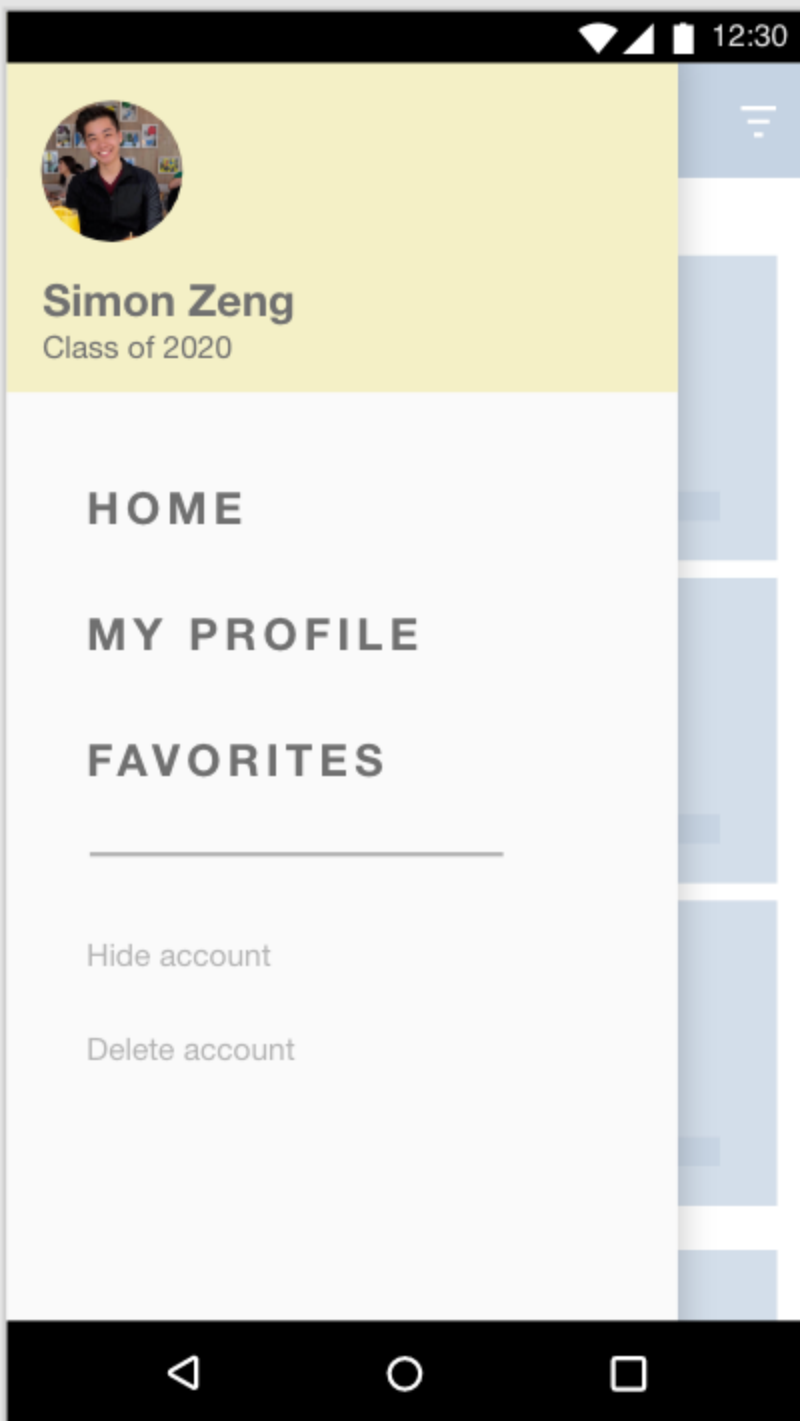 12:30
Simon Zeng
Class of 2020
HOME
MY PROFILE
FAVORITES
Hide account
Delete account